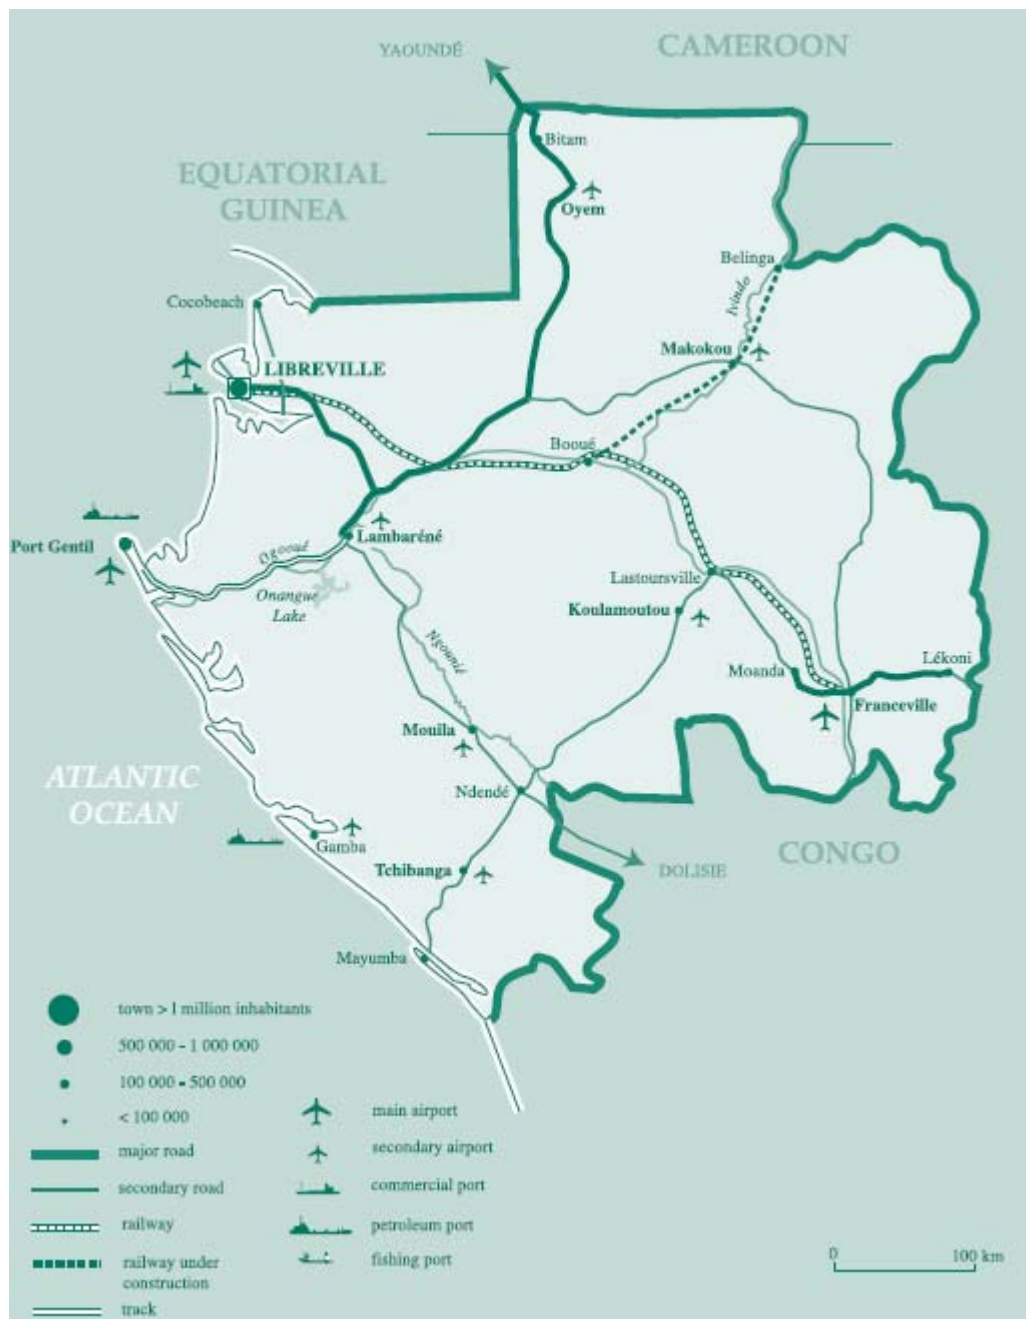 YAOUNDÉ
CAMEROON
Bitam
EQUATORIAL
GUINEA
Oyem
Belinga
Ivindo
Cocobeach
Makokou
LIBREVILLE
Booué
Port Gentil
Lambaréné
Ogooué
Onangue
Lake
Lastoursville
Koulamoutou
Ngounié
Moanda
Lékoni
Franceville
Mouila
ATLANTIC
OCEAN
Ndendé
Gamba
CONGO
Tchibanga
DOLISIE
Mayumba
town > 1 million inhabitants
500 000 - 1 000 000
100 000 - 500 000
< 100 000
major road
secondary road
railway
railway under
construction
track
main airport
secondary airport
commercial port
petroleum port
fishing port
0 100 km